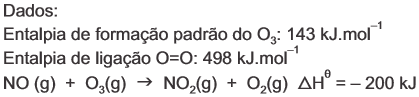 Dados:
Entalpia de formação padrão do O₃: 143 kJ.mol⁻¹
Entalpia de ligação O=O: 498 kJ.mol⁻¹
NO (g) + O₃(g) → NO₂(g) + O₂(g) ΔH^θ = – 200 kJ